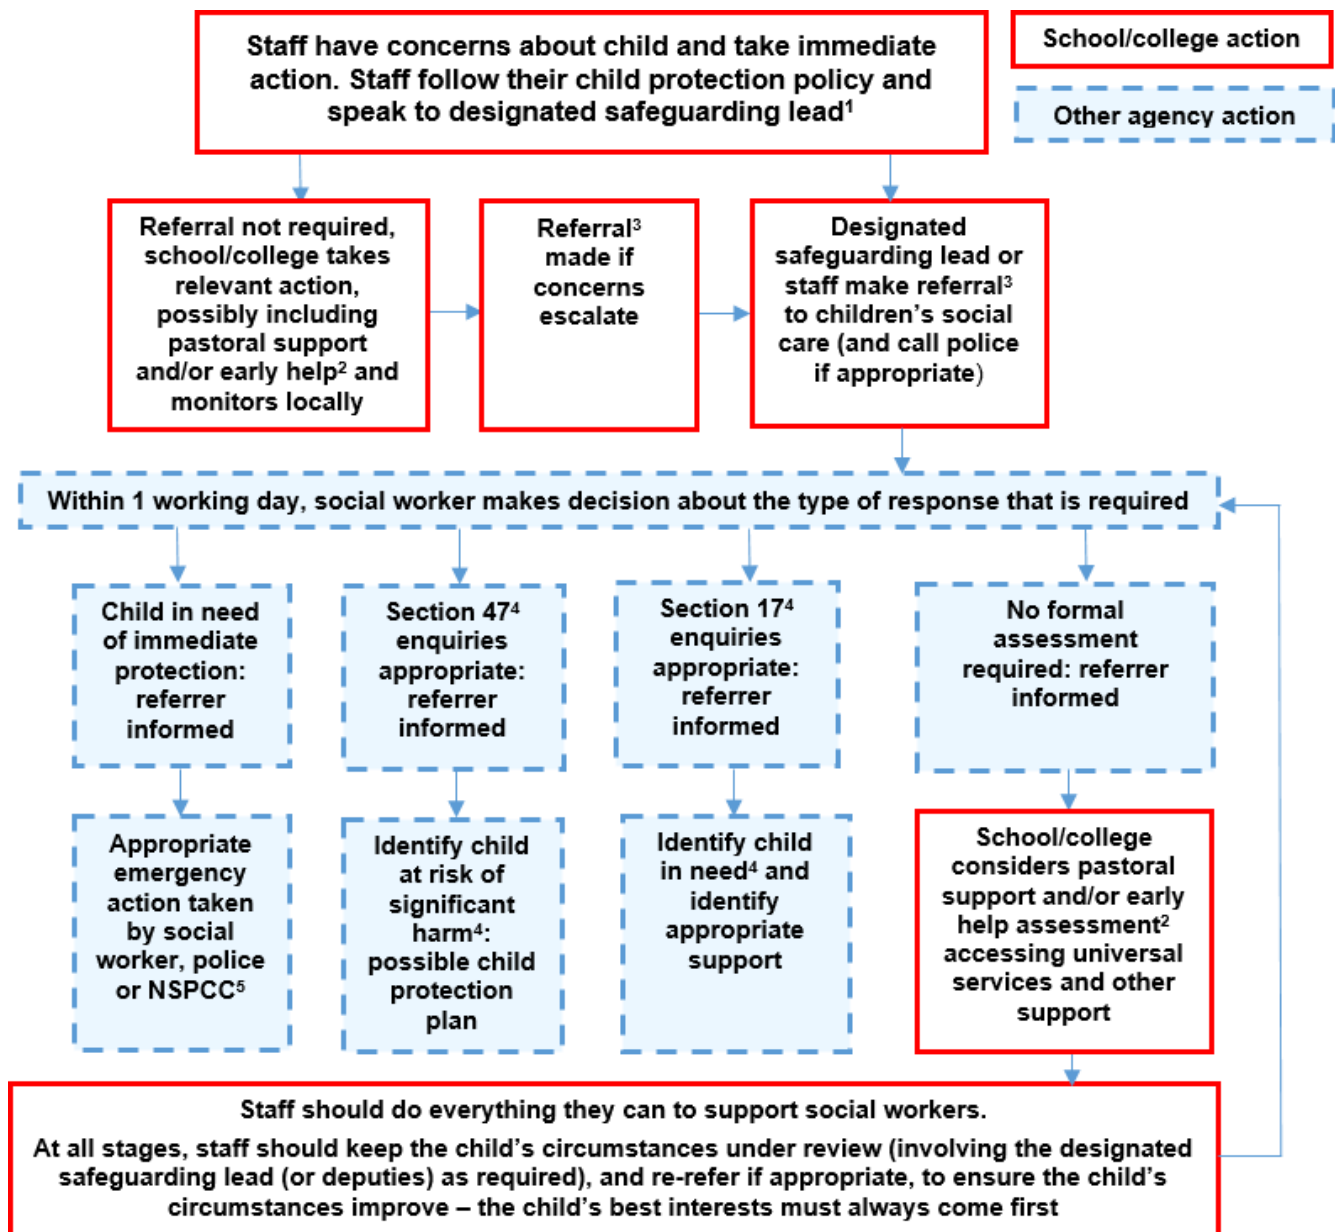 Staff have concerns about child and take immediate
action. Staff follow their child protection policy and
speak to designated safeguarding lead¹
School/college action
Other agency action
Referral not required,
school/college takes
relevant action,
possibly including
pastoral support
and/or early help² and
monitors locally
Referral³
made if
concerns
escalate
Designated
safeguarding lead or
staff make referral³
to children's social
care (and call police
if appropriate)
Within 1 working day, social worker makes decision about the type of response that is required
Child in need
of immediate
protection:
referrer
informed
Section 47⁴
enquiries
appropriate:
referrer
informed
Section 17⁴
enquiries
appropriate:
referrer
informed
No formal
assessment
required: referrer
informed
Appropriate
emergency
action taken
by social
worker, police
or NSPCC⁵
Identify child
at risk of
significant
harm⁴:
possible child
protection
plan
Identify child
in need⁴ and
identify
appropriate
support
School/college
considers pastoral
support and/or early
help assessment²
accessing universal
services and other
support
Staff should do everything they can to support social workers.
At all stages, staff should keep the child's circumstances under review (involving the designated
safeguarding lead (or deputies) as required), and re-refer if appropriate, to ensure the child's
circumstances improve – the child's best interests must always come first